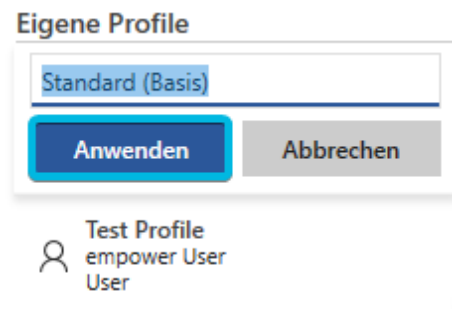 Eigene Profile
Standard (Basis)
Anwenden Abbrechen
Test Profile
empower User
User